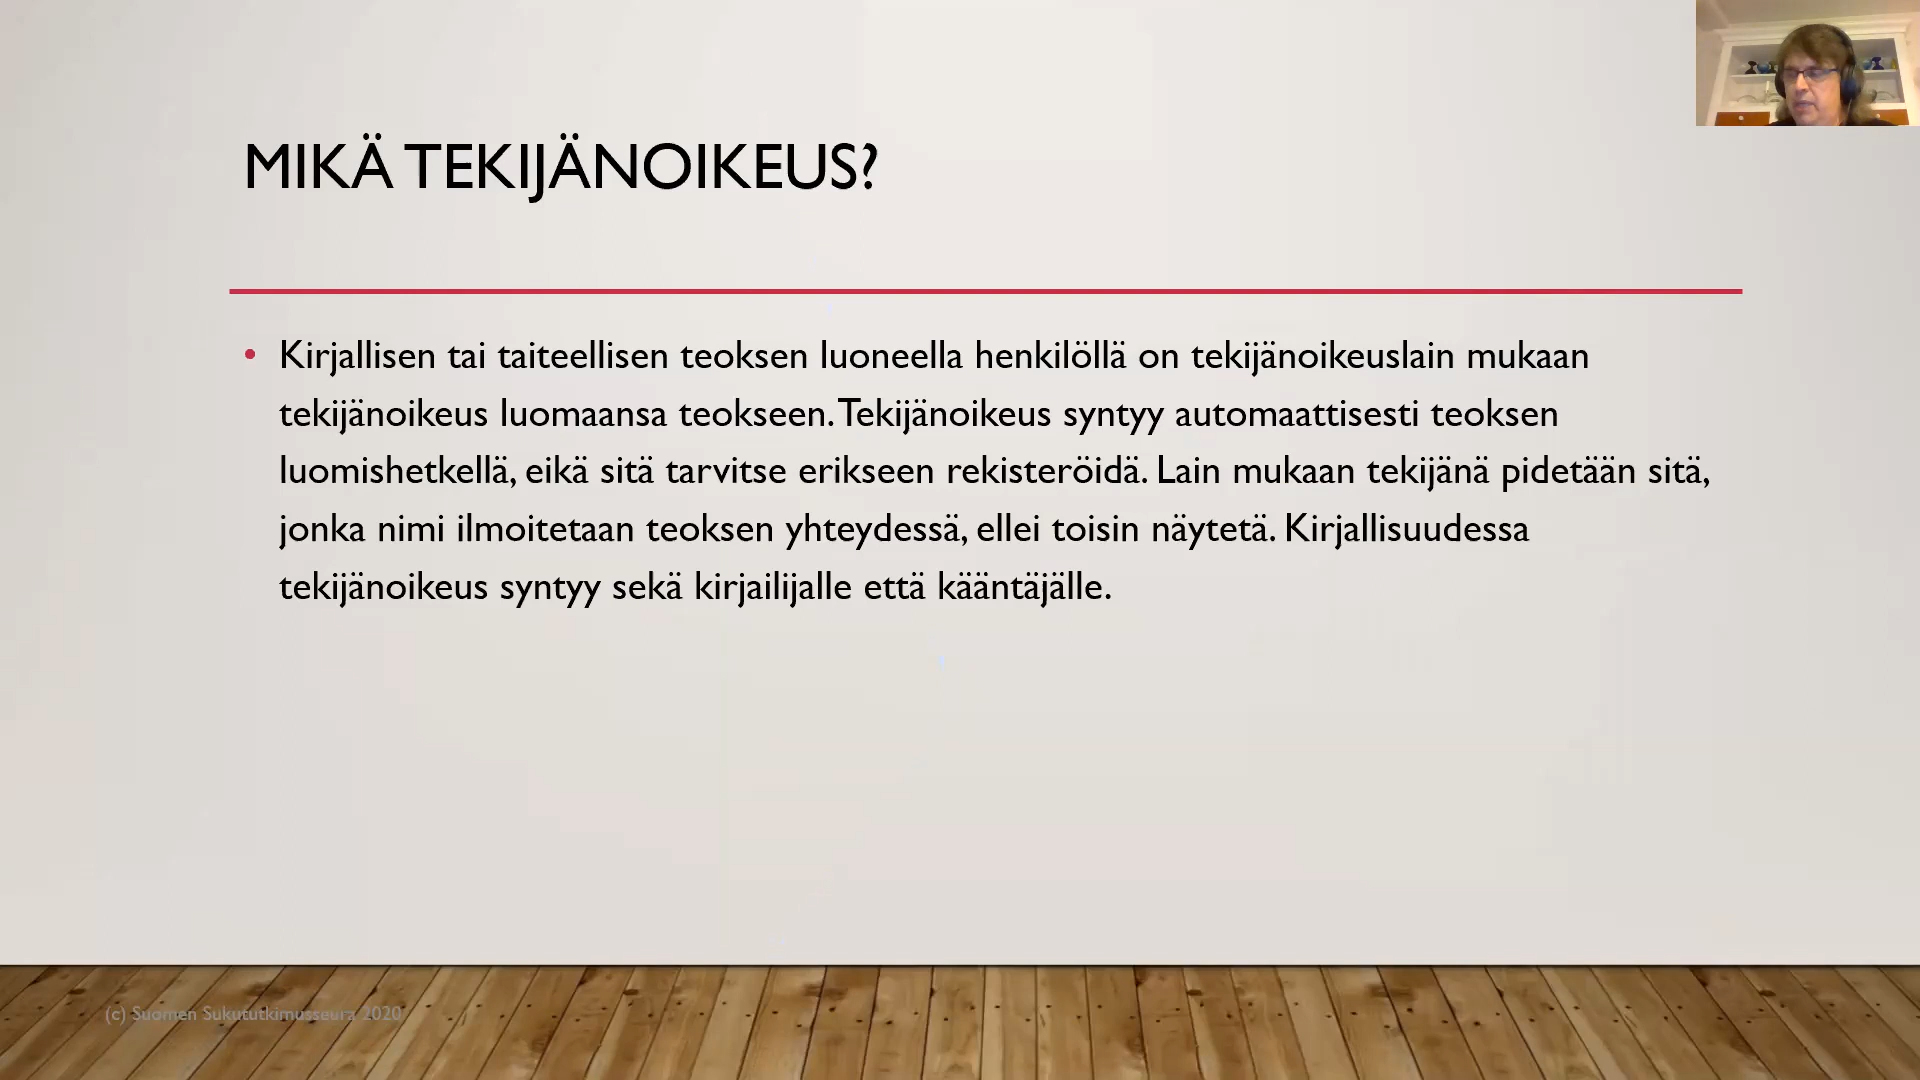 MIKÄ TEKIJÄNOIKEUS?
• Kirjallisen tai taiteellisen teoksen luoneella henkilöllä on tekijänoikeuslain mukaan
tekijänoikeus luomaansa teokseen. Tekijänoikeus syntyy automaattisesti teoksen
luomishetkellä, eikä sitä tarvitse erikseen rekisteröidä. Lain mukaan tekijänä pidetään sitä,
jonka nimi ilmoitetaan teoksen yhteydessä, ellei toisin näytetä. Kirjallisuudessa
tekijänoikeus syntyy sekä kirjailijalle että kääntäjälle.
(c) Suomen Sukututkimusseura 2020